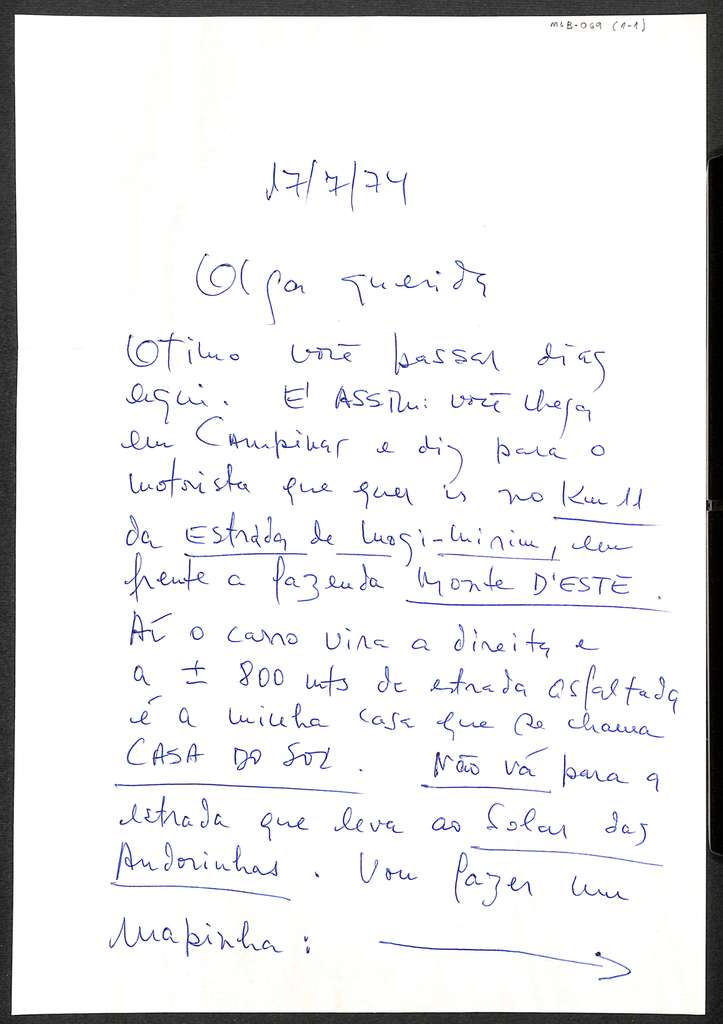 MLB-069 (1-1)
17/7/74
Olga querida
Otimo você passar dias
aqui. E' ASSIM: você chega
em Campinas e diz para o
motorista que quer ir no Km 11
da Estrada de Mogi-Mirim, em
frente a fazenda Monte D'ESTE.
Aí o carro vira a direita e
a ± 800 mts de estrada asfaltada
é a minha casa que se chama
CASA DO SOL. Não vá para a
estrada que leva ao Solar das
Andorinhas. Vou fazer um
mapinha: →